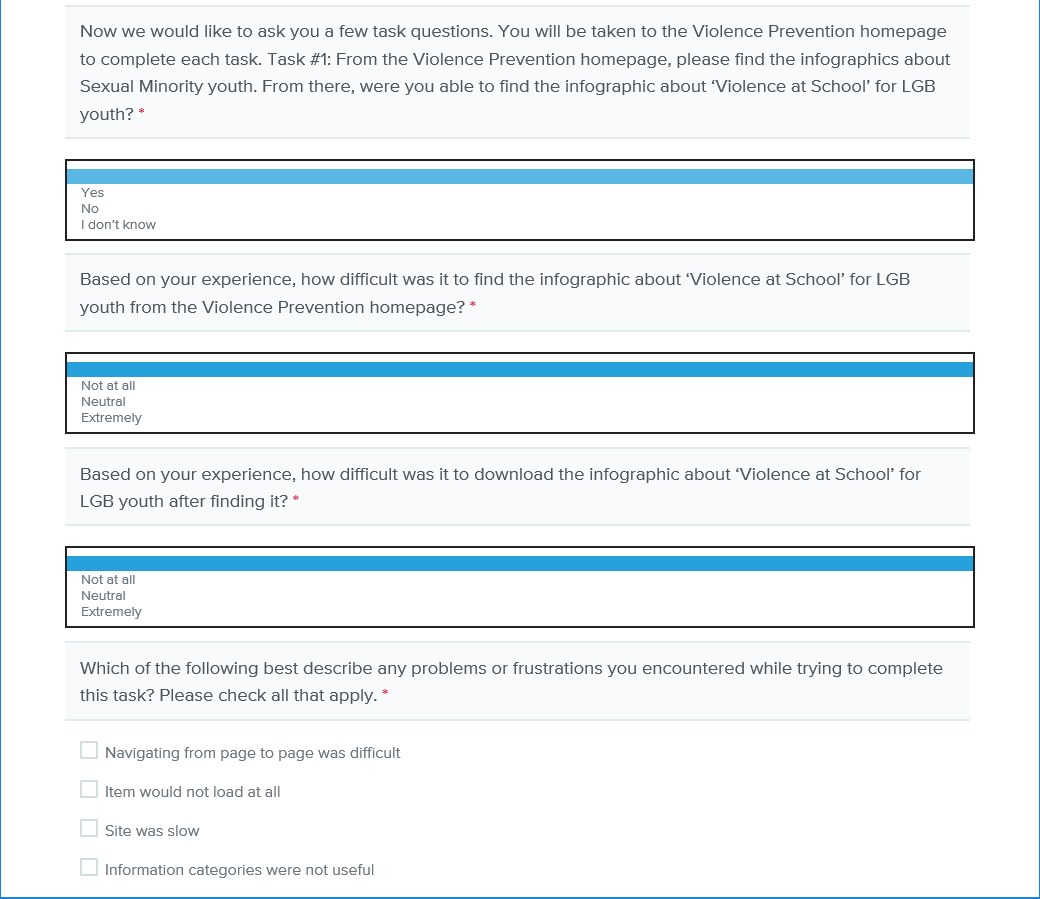 Now we would like to ask you a few task questions. You will be taken to the Violence Prevention homepage
to complete each task. Task #1: From the Violence Prevention homepage, please find the infographics about
Sexual Minority youth. From there, were you able to find the infographic about ‘Violence at School’ for LGB
youth? *
Yes
No
I don’t know
Based on your experience, how difficult was it to find the infographic about ‘Violence at School’ for LGB
youth from the Violence Prevention homepage? *
Not at all
Neutral
Extremely
Based on your experience, how difficult was it to download the infographic about ‘Violence at School’ for
LGB youth after finding it? *
Not at all
Neutral
Extremely
Which of the following best describe any problems or frustrations you encountered while trying to complete
this task? Please check all that apply. *
Navigating from page to page was difficult
Item would not load at all
Site was slow
Information categories were not useful